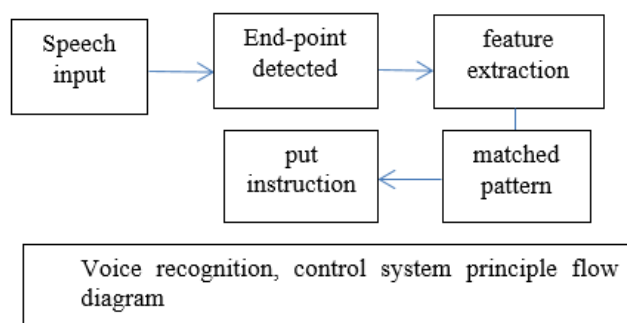 Speech
input
End-point
detected
feature
extraction
put
instruction
matched
pattern
Voice recognition, control system principle flow
diagram